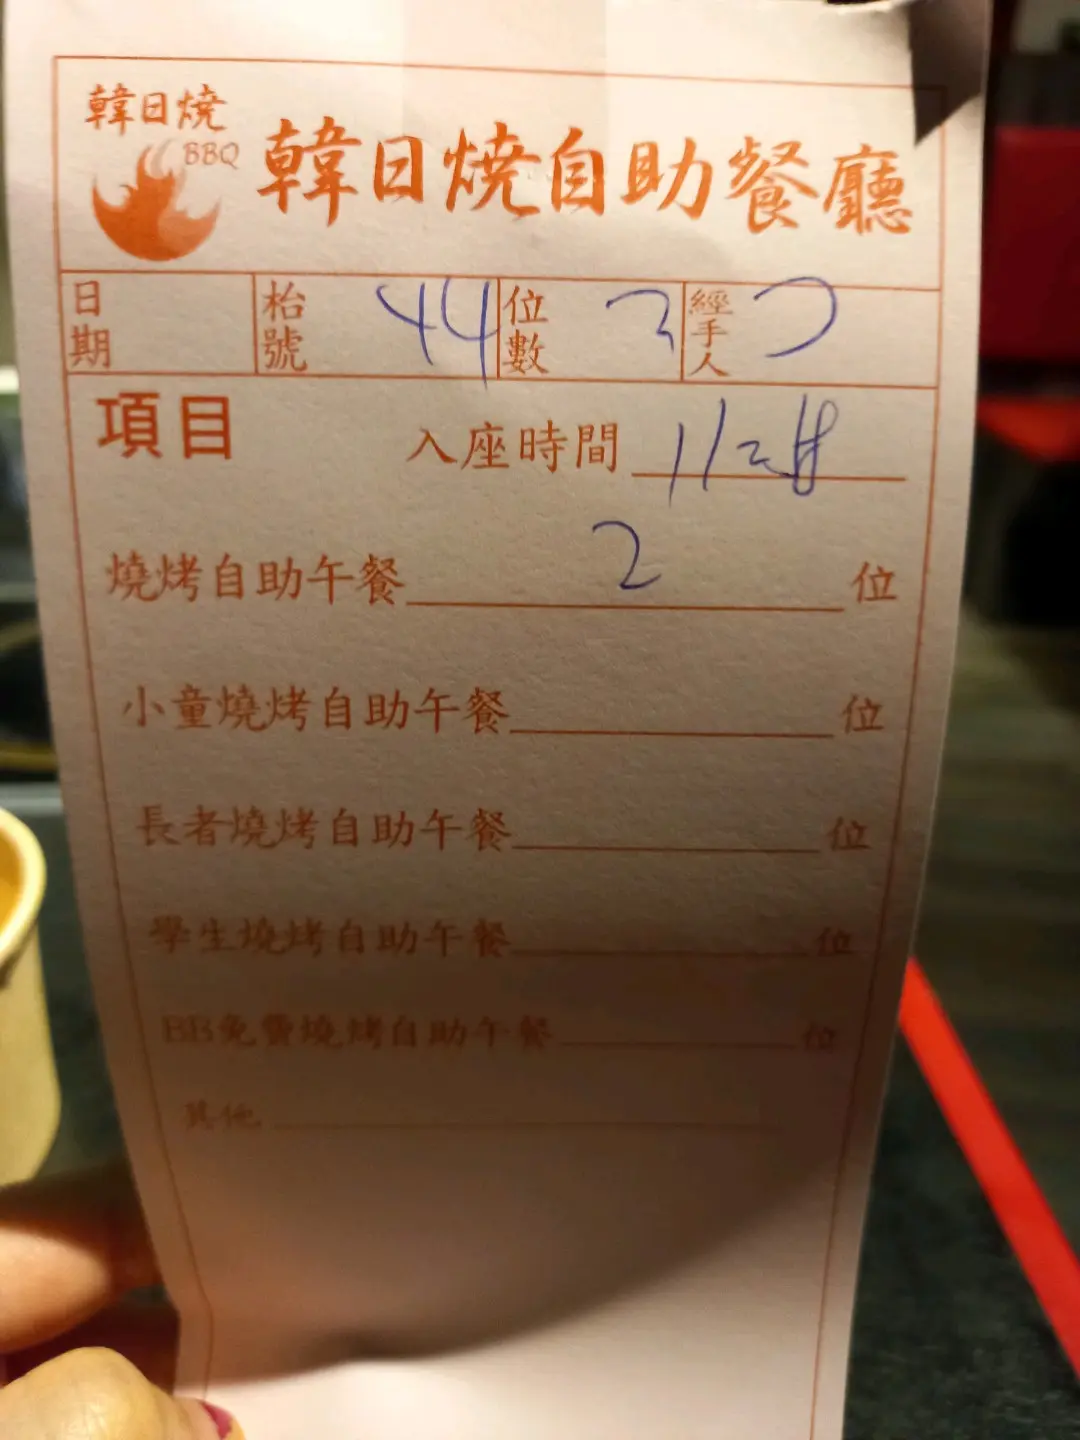 韓日燒
BBQ
韓日燒自助餐廳
日期 枱號 44 位數 經手人
項目
入座時間
燒烤自助午餐 2 位
小童燒烤自助午餐 位
長者燒烤自助午餐 位
學生燒烤自助午餐 位
BB免費燒烤自助午餐 位
其他